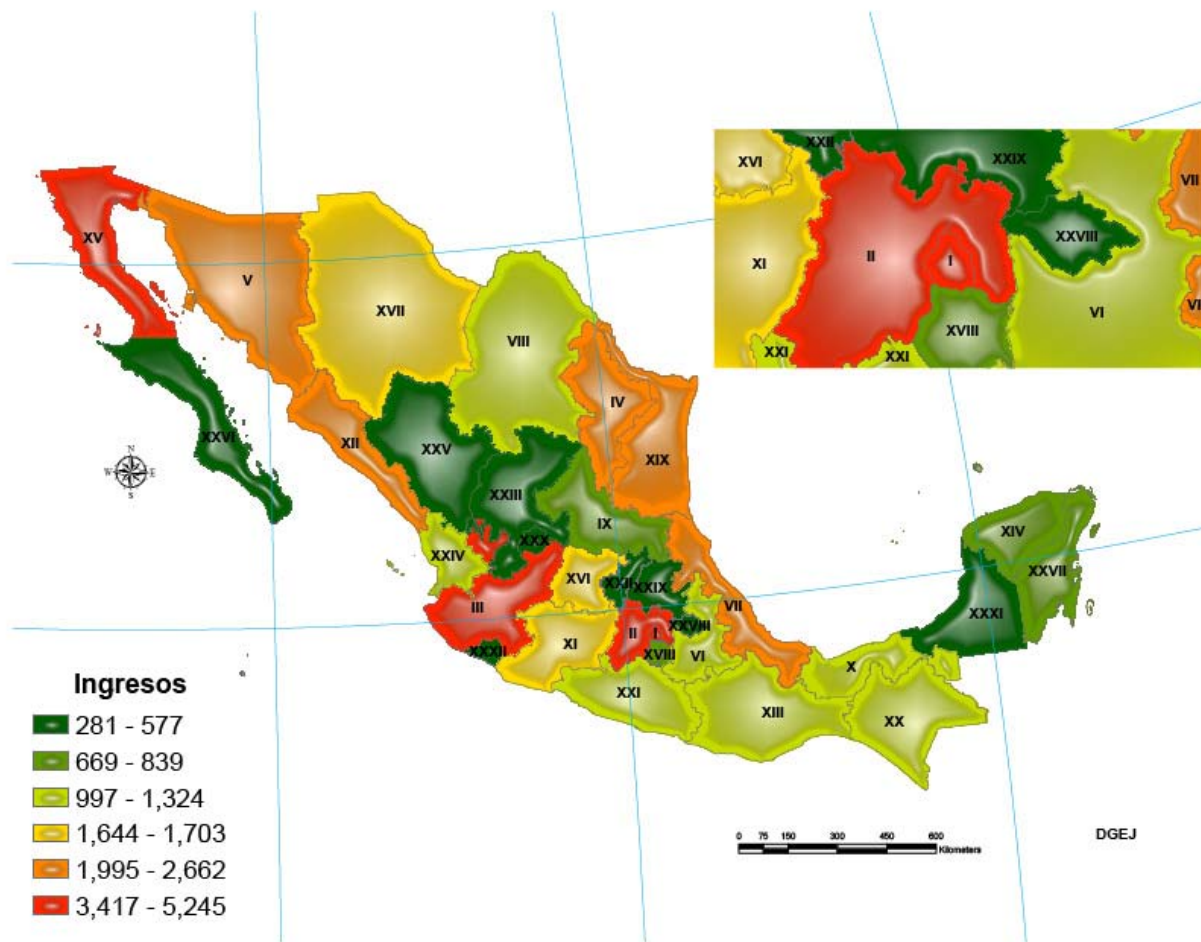 XXII
XXIX
XVI
VII
XXVIII
XI
II
I
VI
VI
XVIII
XXI
XXI
XV
V
XVII
VIII
IV
XII
XIX
XXVI
XXV
XXIII
IX
XXX
XXIV
XVI
XXII
XXIX
VII
III
II
I
XXVIII
XI
XVIII
VI
XXXII
XXI
XIII
X
XX
XIV
XXVII
XXXI
N
W E
S
Ingresos
281 - 577
669 - 839
997 - 1,324
1,644 - 1,703
1,995 - 2,662
3,417 - 5,245
0 75 150 300 450 600
Kilometers
DGEJ